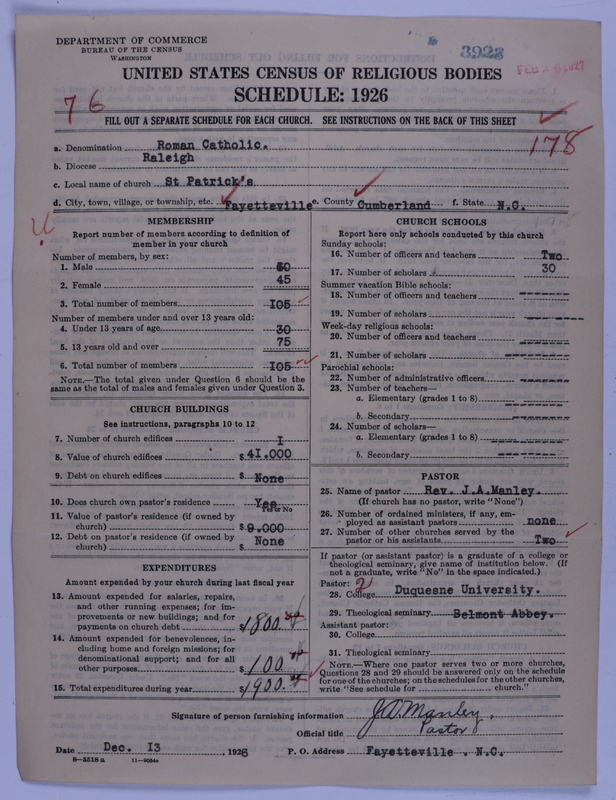 DEPARTMENT OF COMMERCE
BUREAU OF THE CENSUS
WASHINGTON
3923
UNITED STATES CENSUS OF RELIGIOUS BODIES
SCHEDULE: 1926
76
FILL OUT A SEPARATE SCHEDULE FOR EACH CHURCH. SEE INSTRUCTIONS ON THE BACK OF THIS SHEET
178
a. Denomination Roman Catholic.
b. Diocese Raleigh
c. Local name of church St Patrick's
d. City, town, village, or township, etc. Fayetteville e. County Cumberland f. State N.C.
MEMBERSHIP
Report number of members according to definition of
member in your church
Number of members, by sex:
1. Male 60
2. Female 45
3. Total number of members 105
Number of members under and over 13 years old:
4. Under 13 years of age 30
5. 13 years old and over 75
6. Total number of members 105
NOTE.—The total given under Question 6 should be
same as the total of males and females given under Question 3.
CHURCH BUILDINGS
See instructions, paragraphs 10 to 12
7. Number of church edifices I
8. Value of church edifices $ 41.000
9. Debt on church edifices $ None
10. Does church own pastor's residence Yes
Yes or No
11. Value of pastor's residence (if owned by
church) $ 9.000
12. Debt on pastor's residence (if owned by
church) $ None
EXPENDITURES
Amount expended by your church during last fiscal year
13. Amount expended for salaries, repairs,
and other running expenses; for im-
provements or new buildings; and for
payments on church debt $ 1800.
14. Amount expended for benevolences, in-
cluding home and foreign missions; for
denominational support; and for all
other purposes $ 100
15. Total expenditures during year $ 1900.
CHURCH SCHOOLS
Report here only schools conducted by this church
Sunday schools:
16. Number of officers and teachers Two
17. Number of scholars 30
Summer vacation Bible schools:
18. Number of officers and teachers
19. Number of scholars
Week-day religious schools:
20. Number of officers and teachers
21. Number of scholars
Parochial schools:
22. Number of administrative officers
23. Number of teachers—
a. Elementary (grades 1 to 8)
b. Secondary
24. Number of scholars—
a. Elementary (grades 1 to 8)
b. Secondary
PASTOR
25. Name of pastor Rev. J.A.Manley.
(If church has no pastor, write "None")
26. Number of ordained ministers, if any, em-
ployed as assistant pastors none
27. Number of other churches served by the
pastor or his assistants Two
If pastor (or assistant pastor) is a graduate of a college or
theological seminary, give name of institution below. (If
not a graduate, write "No" in the space indicated.)
Pastor: 2
28. College Duquesne University.
29. Theological seminary Belmont Abbey.
Assistant pastor:
30. College
31. Theological seminary
NOTE.—Where one pastor serves two or more churches,
Questions 28 and 29 should be answered only on the schedule
for one of the churches; on the schedules for the other churches,
write "See schedule for church."
Signature of person furnishing information J.A. Manley.
Official title Pastor
Date Dec. 13, 1926 P. O. Address Fayetteville . N.C.
8—5518 a